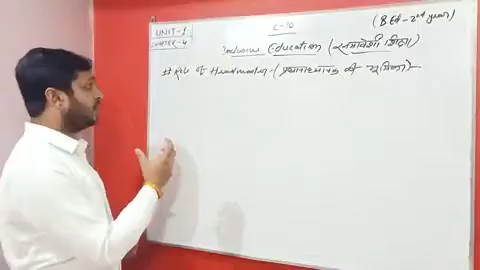 C-10
(B.Ed-2nd year)
UNIT-1
CHAPTER-4
Inclusive Education (समावेशी शिक्षा)
# Role of Headmaster-(प्रधानाध्यापक की भूमिका)-